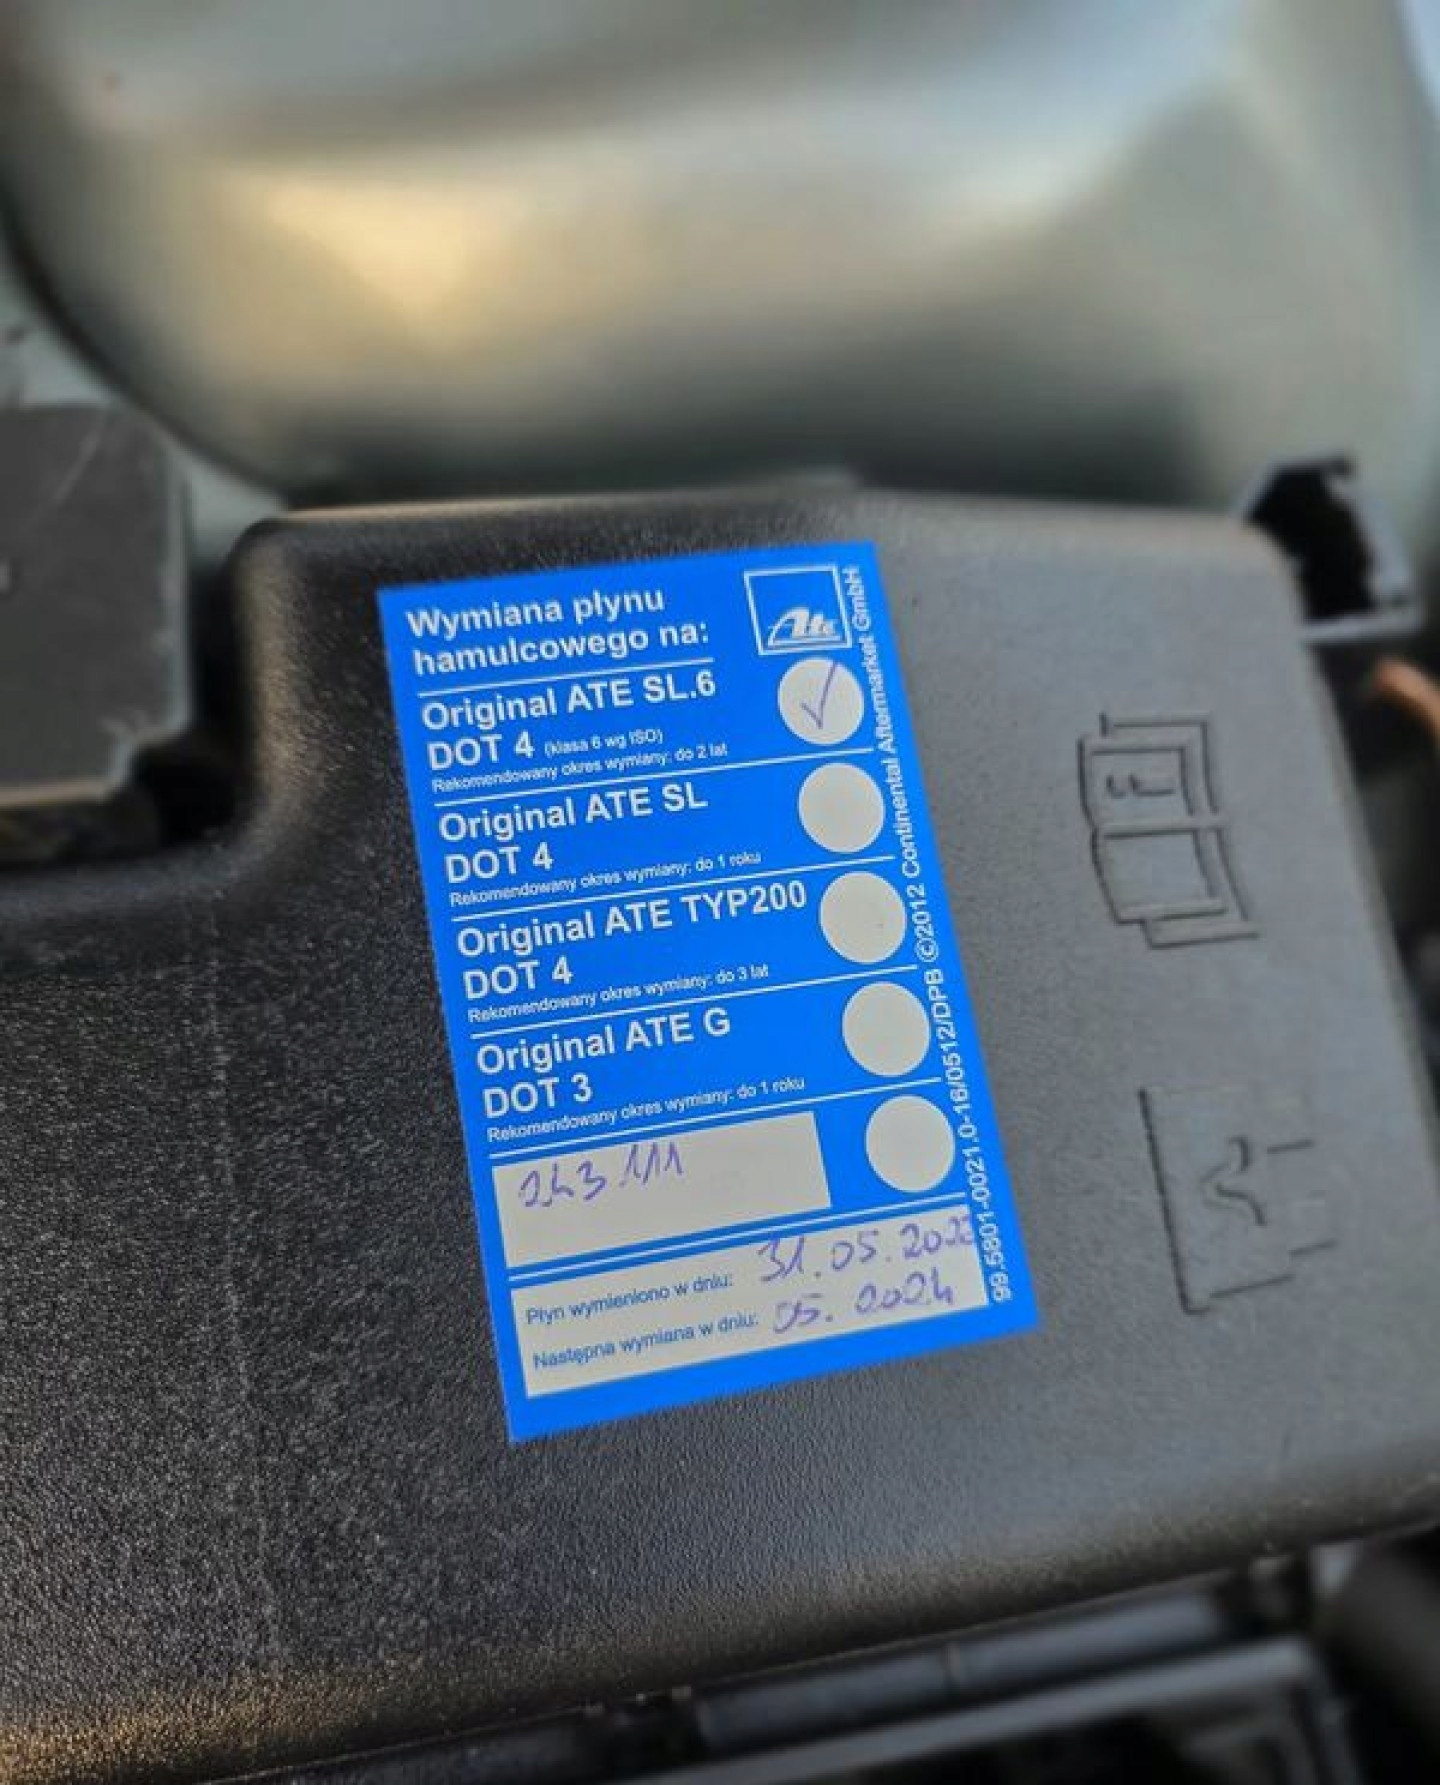 Wymiana płynu
hamulcowego na:
Ate
Original ATE SL.6
DOT 4 (klasa 6 wg ISO)
Rekomendowany okres wymiany: do 2 lat
Original ATE SL
DOT 4
Rekomendowany okres wymiany: do 1 roku
Original ATE TYP200
DOT 4
Rekomendowany okres wymiany: do 3 lat
Original ATE G
DOT 3
Rekomendowany okres wymiany: do 1 roku
Płyn wymieniono w dniu: 31.05.2022
Następna wymiana w dniu: 05. 2024
99.5801-0021.0-16/0512/DPB ©2012 Continental Aftermarket GmbH